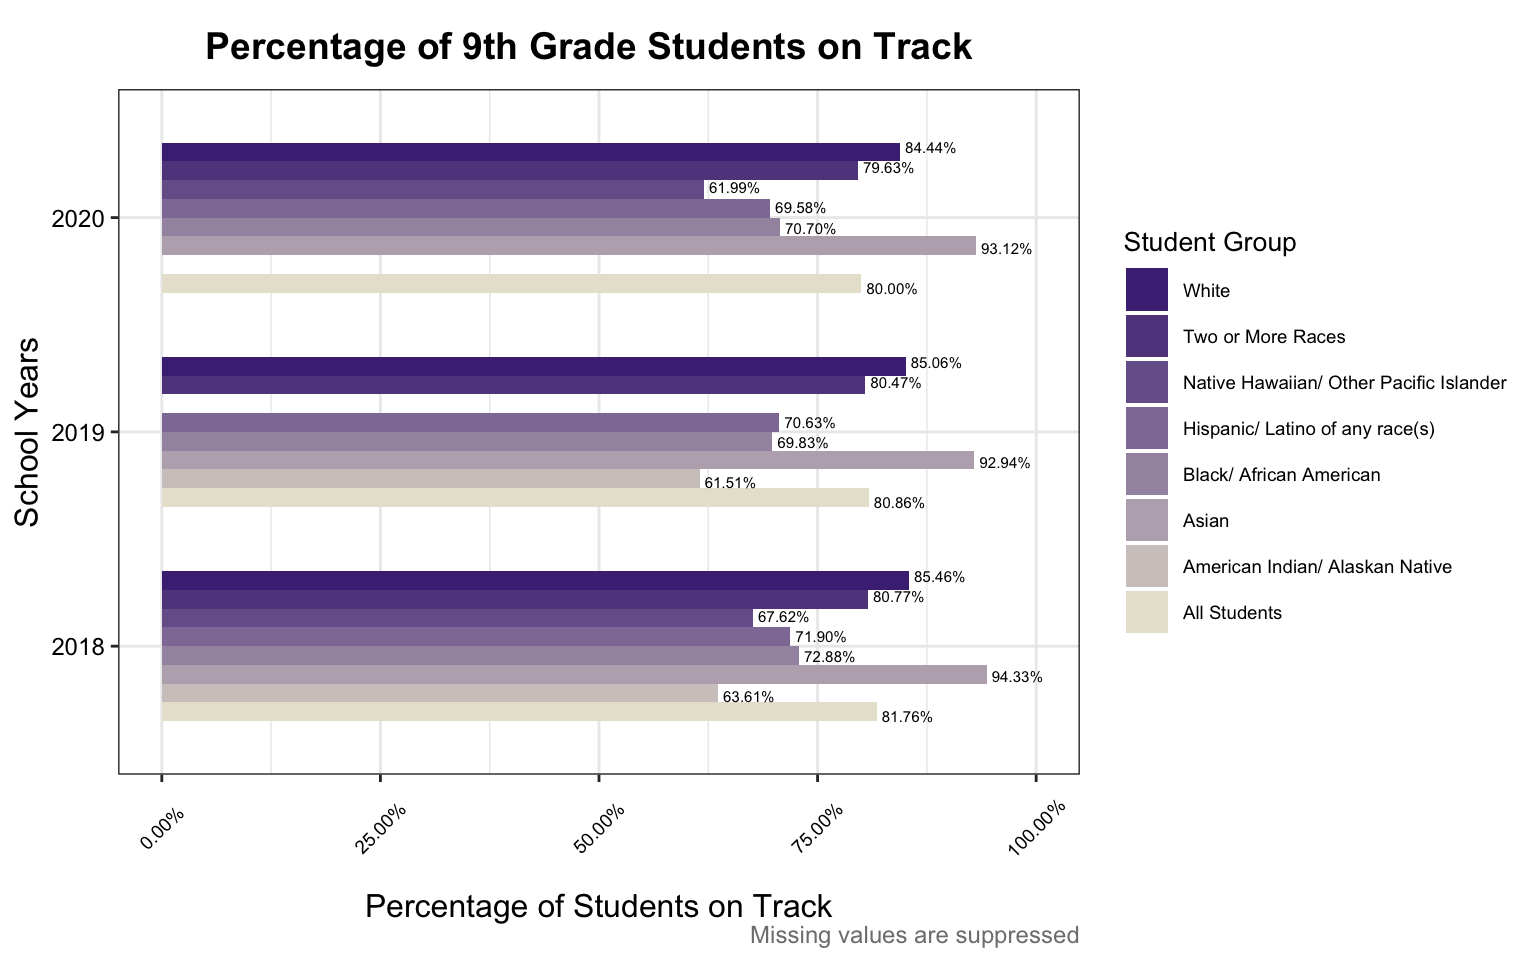 Percentage of 9th Grade Students on Track
School Years
2020
84.44%
79.63%
61.99%
69.58%
70.70%
93.12%
80.00%
2019
85.06%
80.47%
70.63%
69.83%
92.94%
61.51%
80.86%
2018
85.46%
80.77%
67.62%
71.90%
72.88%
94.33%
63.61%
81.76%
0.00% 25.00% 50.00% 75.00% 100.00%
Percentage of Students on Track
Missing values are suppressed
Student Group
White
Two or More Races
Native Hawaiian/ Other Pacific Islander
Hispanic/ Latino of any race(s)
Black/ African American
Asian
American Indian/ Alaskan Native
All Students